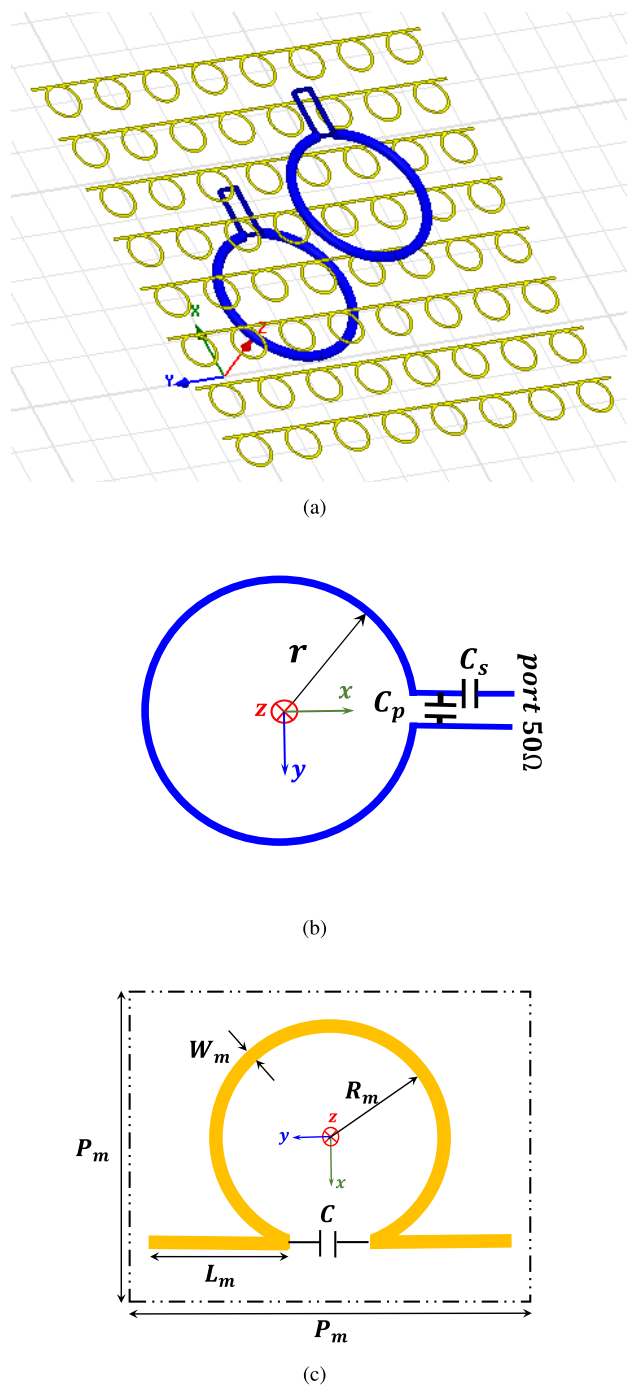 X
Z
Y
(a)
r
C_s
x
C_p
z
y
port 50Ω
(b)
W_m
R_m
z
y
P_m
x
C
L_m
P_m
(c)